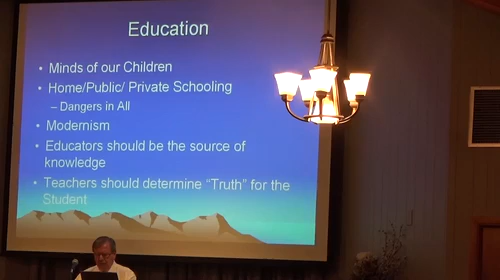 Education
• Minds of our Children
• Home/Public/ Private Schooling
– Dangers in All
• Modernism
• Educators should be the source of
knowledge
• Teachers should determine “Truth” for the
Student